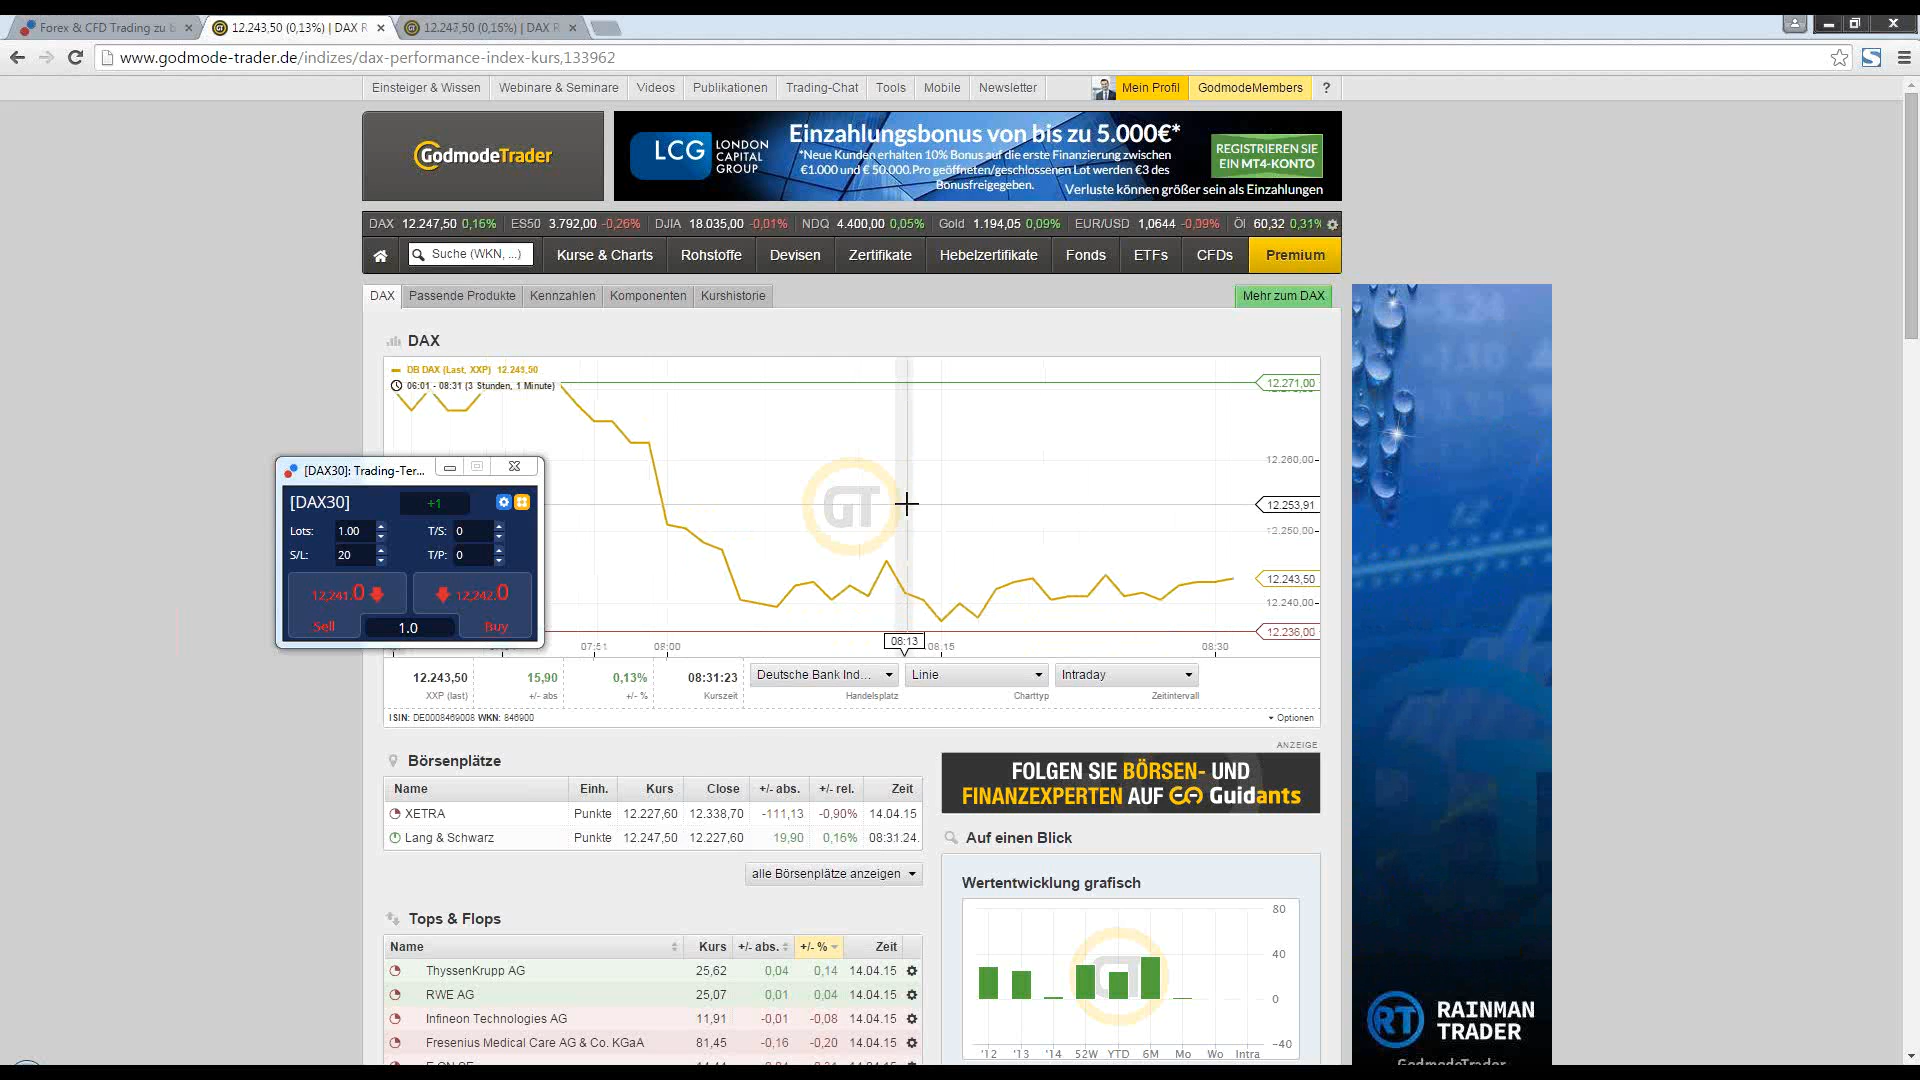 Forex & CFD Trading zu b
12.243,50 (0,13%) | DAX R
12.247,50 (0,16%) | DAX R
www.godmode-trader.de/indizes/dax-performance-index-kurs,133962
Einsteiger & Wissen Webinare & Seminare Videos Publikationen Trading-Chat Tools Mobile Newsletter Mein Profil GodmodeMembers ?
GodmodeTrader
LCG LONDON CAPITAL GROUP
Einzahlungsbonus von bis zu 5.000€*
*Neue Kunden erhalten 10% Bonus auf die erste Finanzierung zwischen
€1.000 und € 50.000.Pro geöffneten/geschlossenen Lot werden €3 des
Bonusfreigegeben.
Verluste können größer sein als Einzahlungen
REGISTRIEREN SIE
EIN MT4-KONTO
DAX 12.247,50 0,16% ES50 3.792,00 -0,26% DJIA 18.035,00 -0,01% NDQ 4.400,00 0,05% Gold 1.194,05 0,09% EUR/USD 1,0644 -0,09% Öl 60,32 0,31%
Suche (WKN, ...) Kurse & Charts Rohstoffe Devisen Zertifikate Hebelzertifikate Fonds ETFs CFDs Premium
DAX Passende Produkte Kennzahlen Komponenten Kurshistorie Mehr zum DAX
DAX
DB DAX (Last, XXP) 12.243,50
06:01 - 08:31 (3 Stunden, 1 Minute)
12.271,00
12.260,00
12.253,91
12.250,00
12.243,50
12.240,00
12.236,00
GT
[DAX30]: Trading-Ter...
[DAX30] +1
Lots: 1.00 T/S: 0
S/L: 20 T/P: 0
12,241.0 12,242.0
Sell 1.0 Buy
07:51 08:00 08:13 08:15 08:30
12.243,50 15,90 0,13% 08:31:23 Deutsche Bank Ind... Linie Intraday
XXP (last) +/- abs +/- % Kurszeit Handelsplatz Charttyp Zeitintervall
ISIN: DE0008469008 WKN: 846900 Optionen
Börsenplätze
Name Einh. Kurs Close +/- abs. +/- rel. Zeit
XETRA Punkte 12.227,60 12.338,70 -111,13 -0,90% 14.04.15
Lang & Schwarz Punkte 12.247,50 12.227,60 19,90 0,16% 08:31:24.
alle Börsenplätze anzeigen
Tops & Flops
Name Kurs +/- abs. +/- % Zeit
ThyssenKrupp AG 25,62 0,04 0,14 14.04.15
RWE AG 25,07 0,01 0,04 14.04.15
Infineon Technologies AG 11,91 -0,01 -0,08 14.04.15
Fresenius Medical Care AG & Co. KGaA 81,45 -0,16 -0,20 14.04.15
ANZEIGE
FOLGEN SIE BÖRSEN- UND
FINANZEXPERTEN AUF Guidants
Auf einen Blick
Wertentwicklung grafisch
80
40
0
-40
GT
'12 '13 '14 52W YTD 6M Mo Wo Intra
RT RAINMAN
TRADER
GodmodeTrader